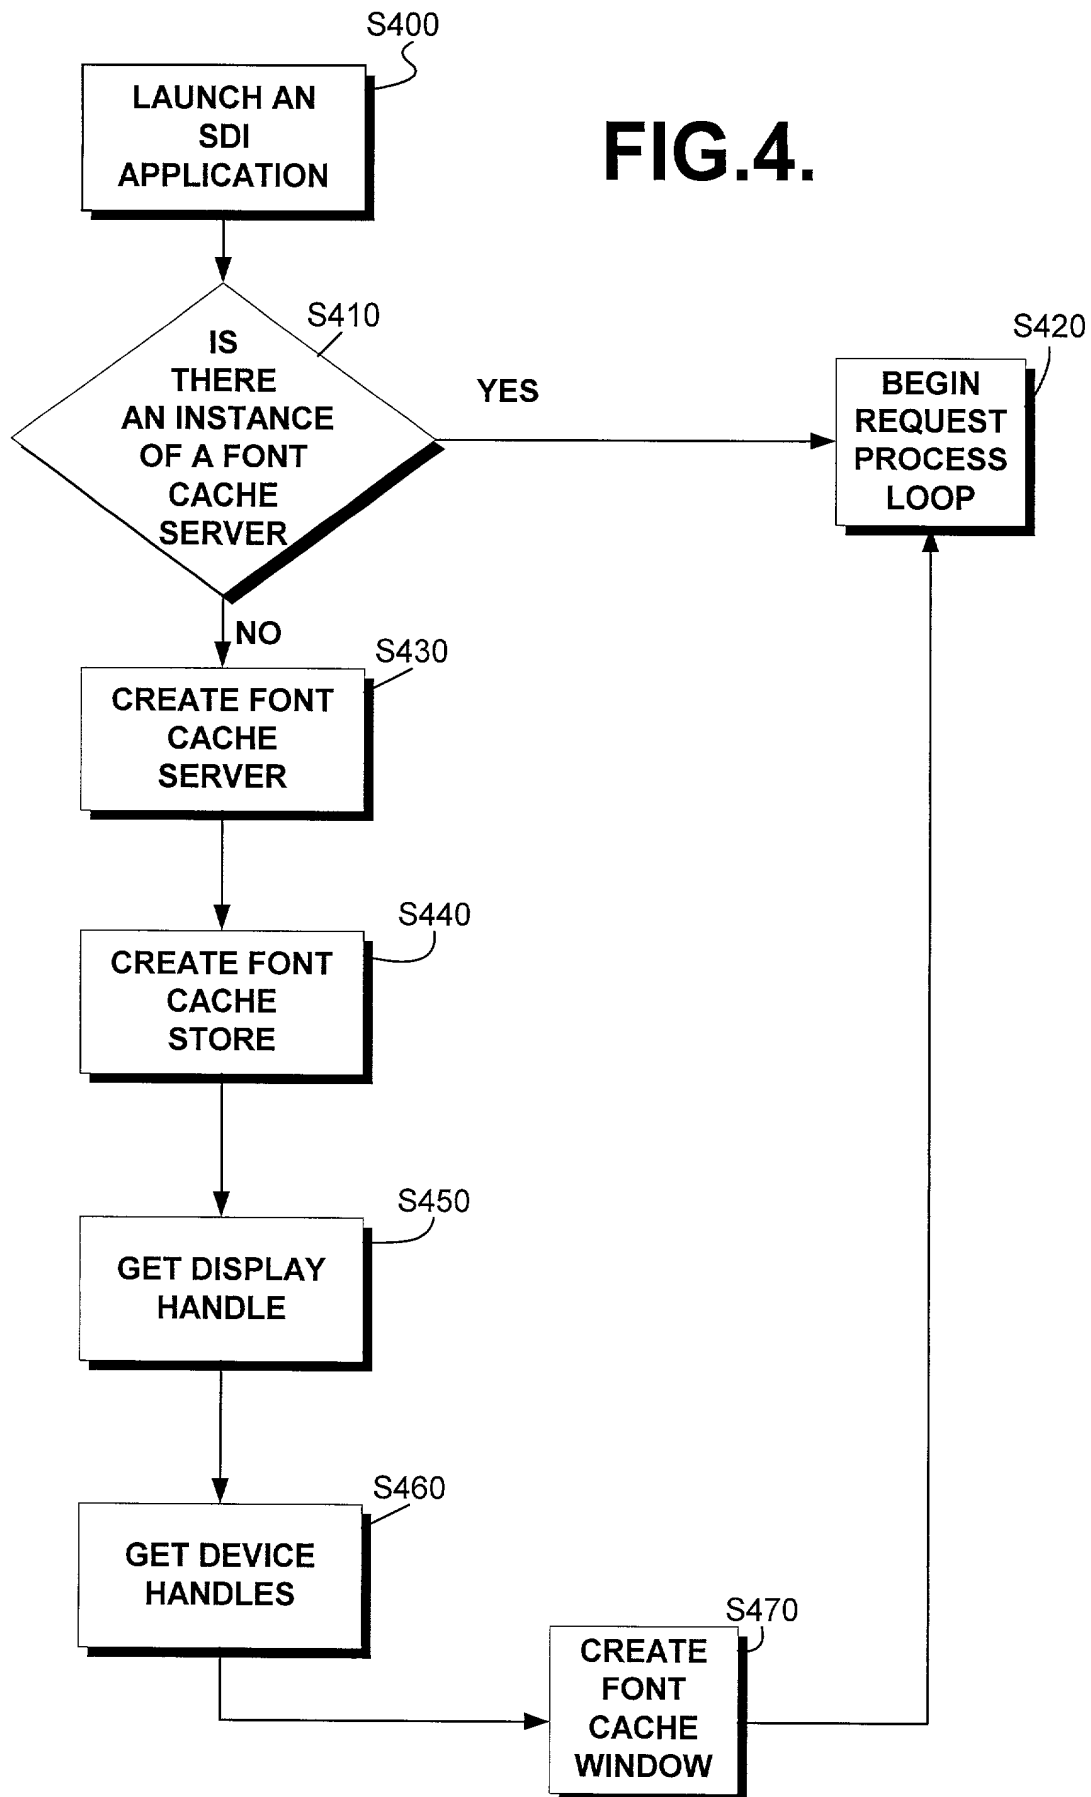 S400
LAUNCH AN
SDI
APPLICATION
FIG.4.
S410
IS
THERE
AN INSTANCE
OF A FONT
CACHE
SERVER
YES
S420
BEGIN
REQUEST
PROCESS
LOOP
NO
S430
CREATE FONT
CACHE
SERVER
S440
CREATE FONT
CACHE
STORE
S450
GET DISPLAY
HANDLE
S460
GET DEVICE
HANDLES
S470
CREATE
FONT
CACHE
WINDOW